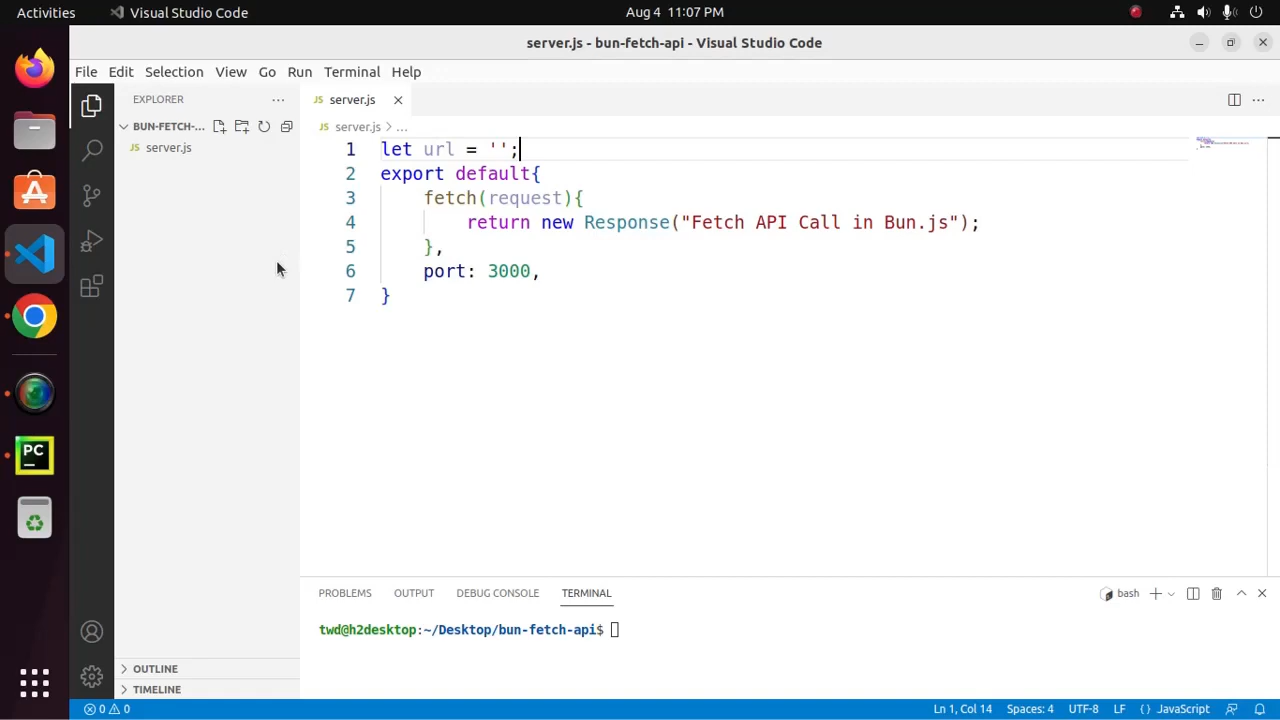 Activities
Visual Studio Code
Aug 4 11:07 PM
server.js - bun-fetch-api - Visual Studio Code
File Edit Selection View Go Run Terminal Help
EXPLORER
server.js
BUN-FETCH-...
server.js > ...
server.js
1 let url = '';
2 export default{
3 fetch(request){
4 return new Response("Fetch API Call in Bun.js");
5 },
6 port: 3000,
7 }
PC
PROBLEMS OUTPUT DEBUG CONSOLE TERMINAL
bash
twd@h2desktop:~/Desktop/bun-fetch-api$
OUTLINE
TIMELINE
0 0
Ln 1, Col 14 Spaces: 4 UTF-8 LF {} JavaScript